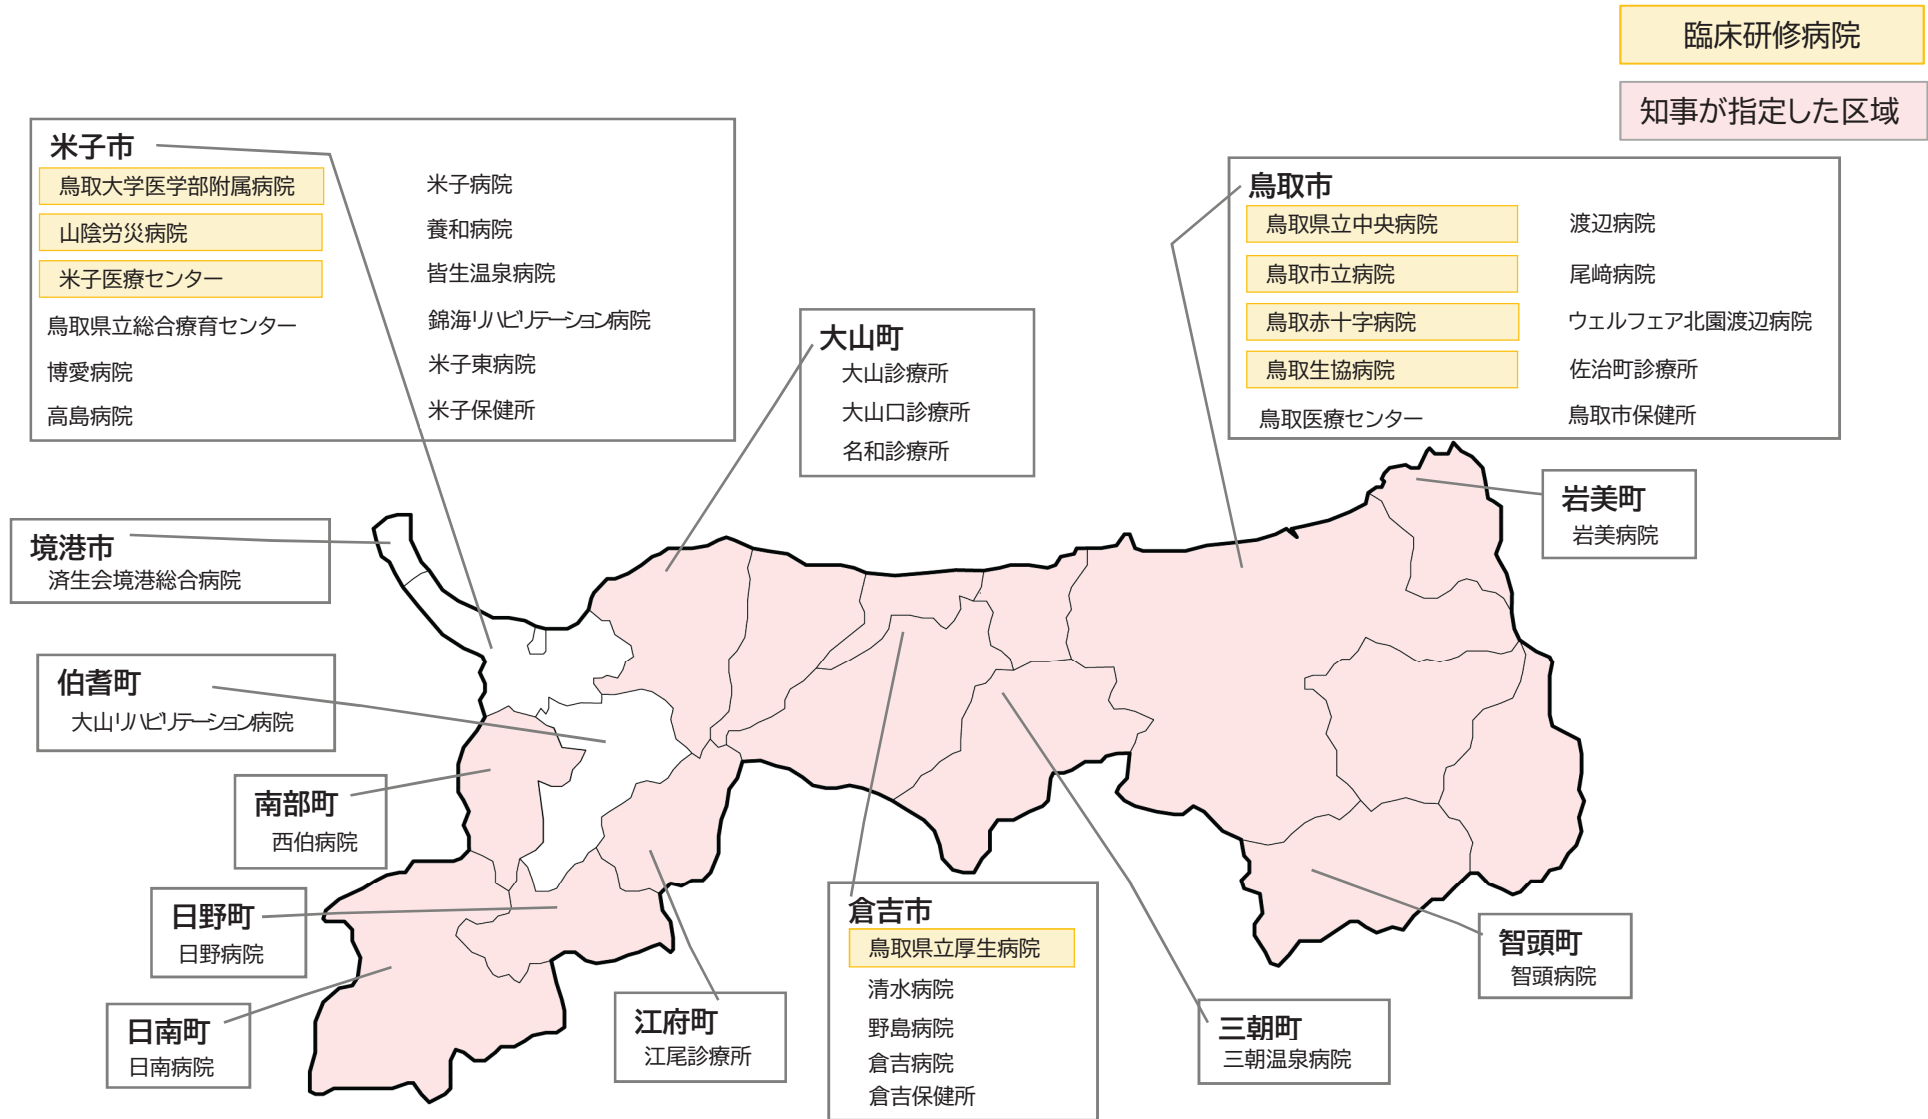 臨床研修病院
知事が指定した区域
米子市
鳥取大学医学部附属病院
山陰労災病院
米子医療センター
鳥取県立総合療育センター
博愛病院
高島病院
米子病院
養和病院
皆生温泉病院
錦海リハビリテーション病院
米子東病院
米子保健所
大山町
大山診療所
大山口診療所
名和診療所
鳥取市
鳥取県立中央病院
鳥取市立病院
鳥取赤十字病院
鳥取生協病院
鳥取医療センター
渡辺病院
尾﨑病院
ウェルフェア北園渡辺病院
佐治町診療所
鳥取市保健所
岩美町
岩美病院
境港市
済生会境港総合病院
伯耆町
大山リハビリテーション病院
南部町
西伯病院
日野町
日野病院
日南町
日南病院
江府町
江尾診療所
倉吉市
鳥取県立厚生病院
清水病院
野島病院
倉吉病院
倉吉保健所
三朝町
三朝温泉病院
智頭町
智頭病院